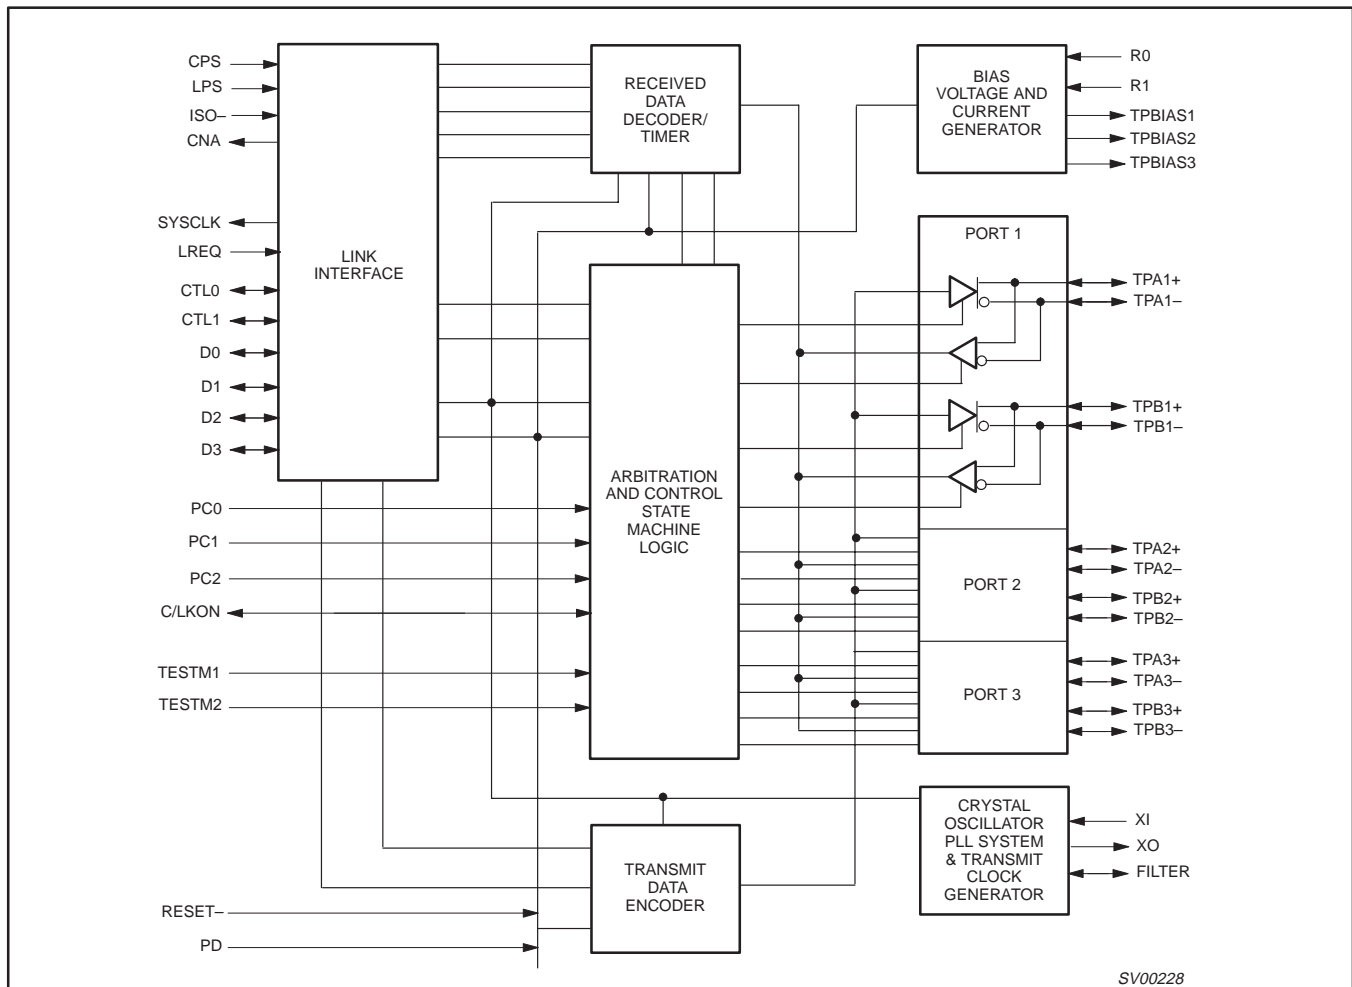 CPS
LPS
ISO–
CNA
SYSCLK
LREQ
CTL0
CTL1
D0
D1
D2
D3
PC0
PC1
PC2
C/LKON
TESTM1
TESTM2
RESET–
PD
LINK
INTERFACE
RECEIVED
DATA
DECODER/
TIMER
ARBITRATION
AND CONTROL
STATE
MACHINE
LOGIC
TRANSMIT
DATA
ENCODER
BIAS
VOLTAGE AND
CURRENT
GENERATOR
R0
R1
TPBIAS1
TPBIAS2
TPBIAS3
PORT 1
TPA1+
TPA1–
TPB1+
TPB1–
PORT 2
TPA2+
TPA2–
TPB2+
TPB2–
PORT 3
TPA3+
TPA3–
TPB3+
TPB3–
CRYSTAL
OSCILLATOR
PLL SYSTEM
& TRANSMIT
CLOCK
GENERATOR
XI
XO
FILTER
SV00228